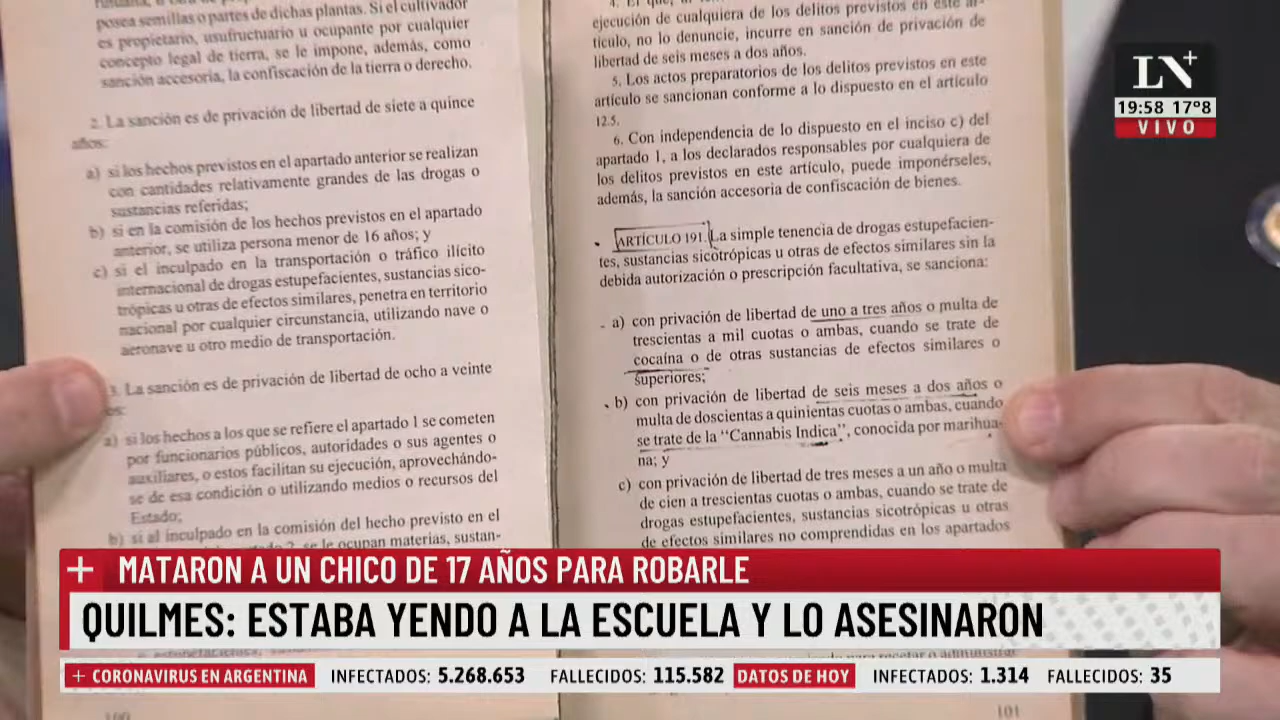 posea semillas o partes de dichas plantas. Si el cultivador
es propietario, usufructuario u ocupante por cualquier
concepto legal de tierra, se le impone, además, como
sanción accesoria, la confiscación de la tierra o derecho.
2. La sanción es de privación de libertad de siete a quince
años:
a) si los hechos previstos en el apartado anterior se realizan
con cantidades relativamente grandes de las drogas o
sustancias referidas;
b) si en la comisión de los hechos previstos en el apartado
anterior, se utiliza persona menor de 16 años; y
c) si el inculpado en la transportación o tráfico ilícito
internacional de drogas estupefacientes, sustancias sico-
trópicas u otras de efectos similares, penetra en territorio
nacional por cualquier circunstancia, utilizando nave o
aeronave u otro medio de transportación.
3. La sanción es de privación de libertad de ocho a veinte
os:
a) si los hechos a los que se refiere el apartado 1 se cometen
por funcionarios públicos, autoridades o sus agentes o
auxiliares, o estos facilitan su ejecución, aprovechándo-
se de esa condición o utilizando medios o recursos del
Estado;
b) si al inculpado en la comisión del hecho previsto en el
se le ocupan materias, sustan-
100
ejecución de cualquiera de los delitos previstos en este ar-
tículo, no lo denuncie, incurre en sanción de privación de
libertad de seis meses a dos años.
5. Los actos preparatorios de los delitos previstos en este
artículo se sancionan conforme a lo dispuesto en el artículo
12.5.
6. Con independencia de lo dispuesto en el inciso c) del
apartado 1, a los declarados responsables por cualquiera de
los delitos previstos en este artículo, puede imponérseles,
además, la sanción accesoria de confiscación de bienes.
ARTÍCULO 191. La simple tenencia de drogas estupefacien-
tes, sustancias sicotrópicas u otras de efectos similares sin la
debida autorización o prescripción facultativa, se sanciona:
a) con privación de libertad de uno a tres años o multa de
trescientas a mil cuotas o ambas, cuando se trate de
cocaína o de otras sustancias de efectos similares o
superiores;
b) con privación de libertad de seis meses a dos años o
multa de doscientas a quinientas cuotas o ambas, cuando
se trate de la "Cannabis Indica", conocida por marihua-
na; y
c) con privación de libertad de tres meses a un año o multa
de cien a trescientas cuotas o ambas, cuando se trate de
drogas estupefacientes, sustancias sicotrópicas u otras
de efectos similares no comprendidas en los apartados
101
LN+
19:58 17°8
VIVO
+ MATARON A UN CHICO DE 17 AÑOS PARA ROBARLE
QUILMES: ESTABA YENDO A LA ESCUELA Y LO ASESINARON
+ CORONAVIRUS EN ARGENTINA INFECTADOS: 5.268.653 FALLECIDOS: 115.582 DATOS DE HOY INFECTADOS: 1.314 FALLECIDOS: 35